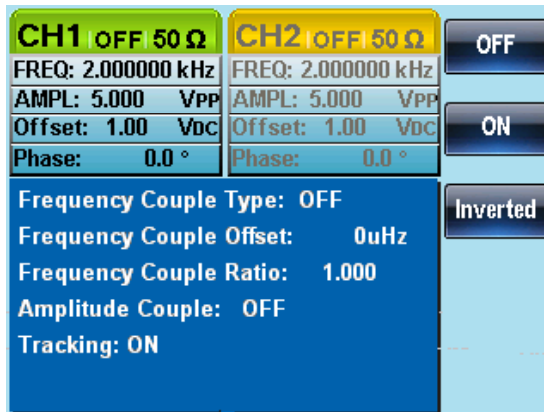 CH1 OFF 50 Ω
FREQ: 2.000000 kHz
AMPL: 5.000 VPP
Offset: 1.00 VDC
Phase: 0.0 °
CH2 OFF 50 Ω
FREQ: 2.000000 kHz
AMPL: 5.000 VPP
Offset: 1.00 VDC
Phase: 0.0 °
Frequency Couple Type: OFF
Frequency Couple Offset: 0uHz
Frequency Couple Ratio: 1.000
Amplitude Couple: OFF
Tracking: ON
OFF
ON
Inverted